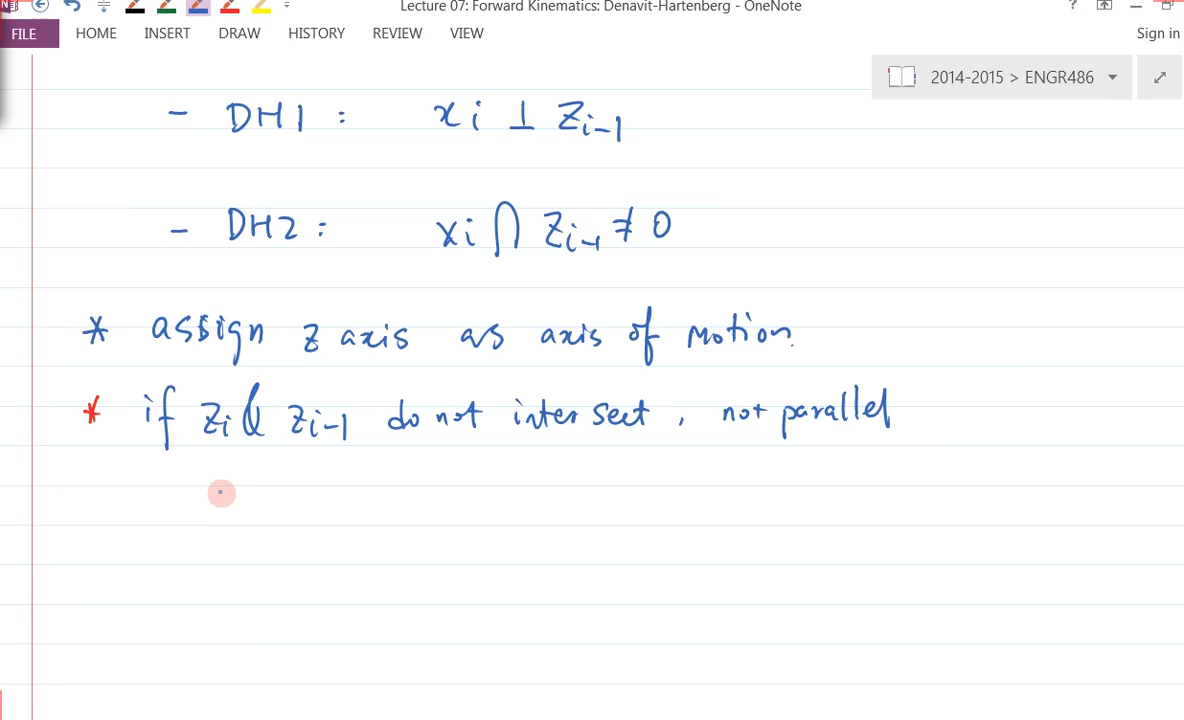 Lecture 07: Forward Kinematics: Denavit-Hartenberg - OneNote
?
FILE HOME INSERT DRAW HISTORY REVIEW VIEW Sign in
2014-2015 > ENGR486
- DH1 : xi ⊥ Zi-1
- DH2 : xi ∩ Zi-1 ≠ 0
* assign z axis as axis of motion.
* if zi & zi-1 do not intersect, not parallel